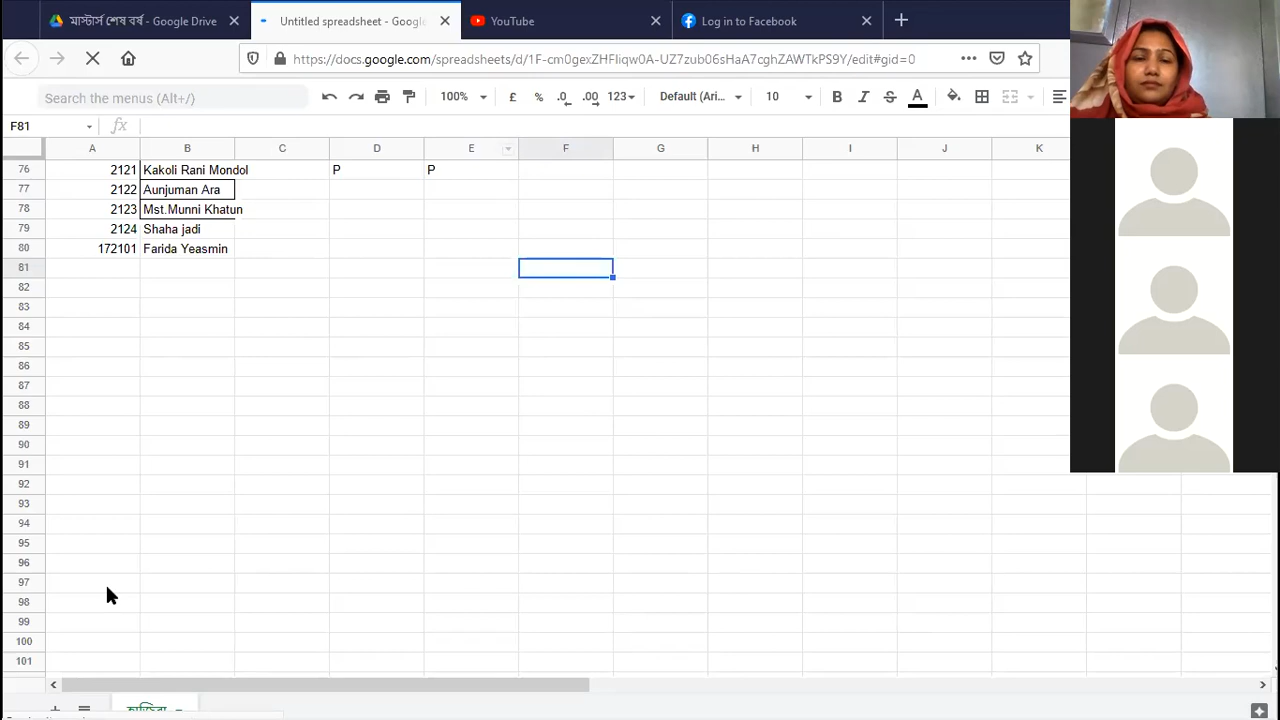 মাস্টার্স শেষ বর্ষ - Google Drive
Untitled spreadsheet - Google
YouTube
Log in to Facebook
https://docs.google.com/spreadsheets/d/1F-cm0gexZHFIiqw0A-UZ7zub06sHaA7cghZAWTkPS9Y/edit#gid=0
Search the menus (Alt+/) 100% £ % .0 .00 123 Default (Ari... 10 B I S A
F81 fx
A B C D E F G H I J K
76 2121 Kakoli Rani Mondol P P
77 2122 Aunjuman Ara
78 2123 Mst.Munni Khatun
79 2124 Shaha jadi
80 172101 Farida Yeasmin
81
82
83
84
85
86
87
88
89
90
91
92
93
94
95
96
97
98
99
100
101